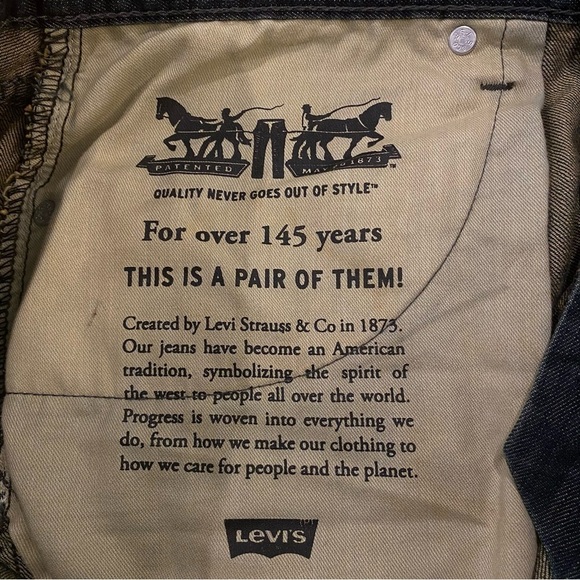 PATENTED MAY 20 1873
QUALITY NEVER GOES OUT OF STYLE™
For over 145 years
THIS IS A PAIR OF THEM!
Created by Levi Strauss & Co in 1873.
Our jeans have become an American
tradition, symbolizing the spirit of
the west to people all over the world.
Progress is woven into everything we
do, from how we make our clothing to
how we care for people and the planet.
LEVI'S